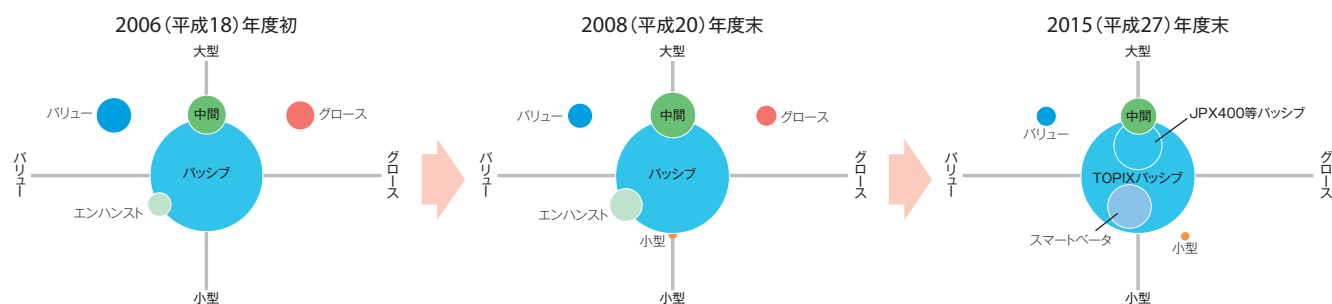 2006(平成18)年度初
大型
バリュー
中間
グロース
バリュー
パッシブ
グロース
エンハンスト
小型
2008(平成20)年度末
大型
バリュー
中間
グロース
バリュー
パッシブ
グロース
エンハンスト
小型
小型
2015(平成27)年度末
大型
バリュー
中間
JPX400等パッシブ
バリュー
TOPIXパッシブ
グロース
スマートベータ
小型
小型